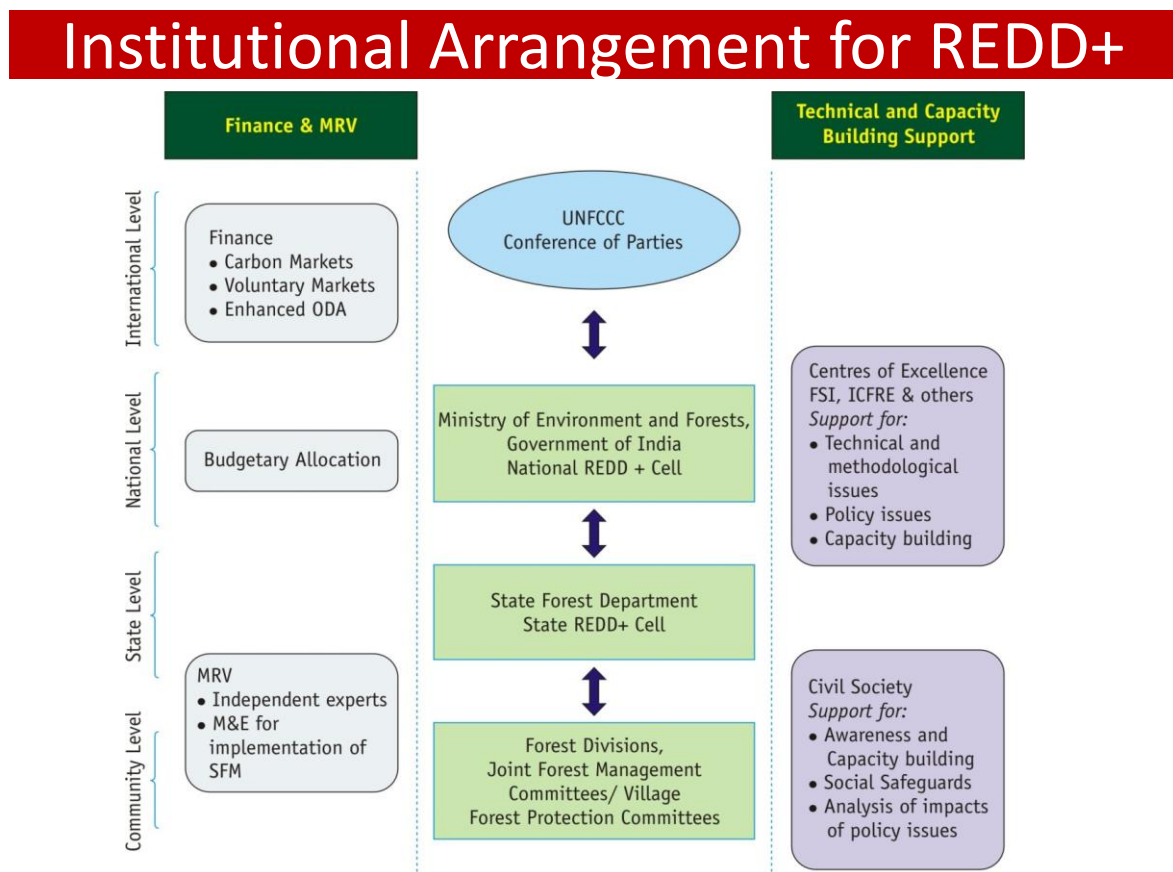 Institutional Arrangement for REDD+
Finance & MRV
Technical and Capacity
Building Support
International Level
Finance
• Carbon Markets
• Voluntary Markets
• Enhanced ODA
UNFCCC
Conference of Parties
National Level
Budgetary Allocation
Ministry of Environment and Forests,
Government of India
National REDD + Cell
Centres of Excellence
FSI, ICFRE & others
Support for:
• Technical and
methodological
issues
• Policy issues
• Capacity building
State Level
State Forest Department
State REDD+ Cell
MRV
• Independent experts
• M&E for
implementation of
SFM
Community Level
Forest Divisions,
Joint Forest Management
Committees/ Village
Forest Protection Committees
Civil Society
Support for:
• Awareness and
Capacity building
• Social Safeguards
• Analysis of impacts
of policy issues